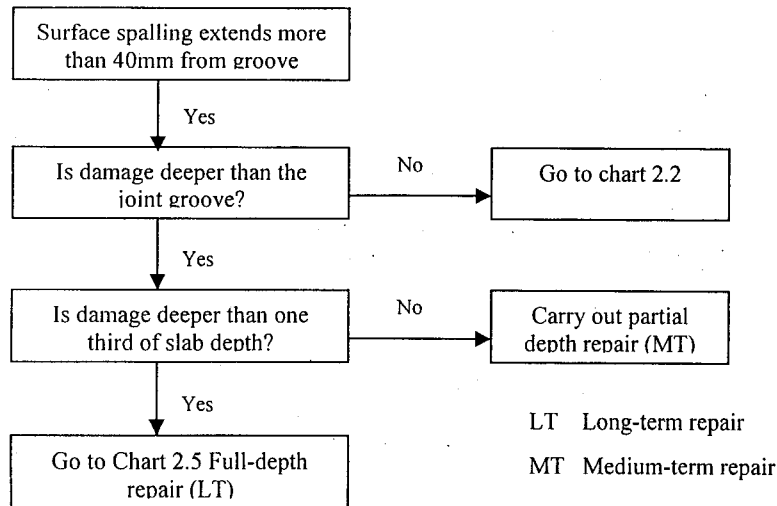 Surface spalling extends more
than 40mm from groove
Yes
Is damage deeper than the
joint groove?
No
Go to chart 2.2
Yes
Is damage deeper than one
third of slab depth?
No
Carry out partial
depth repair (MT)
Yes
Go to Chart 2.5 Full-depth
repair (LT)
LT Long-term repair
MT Medium-term repair